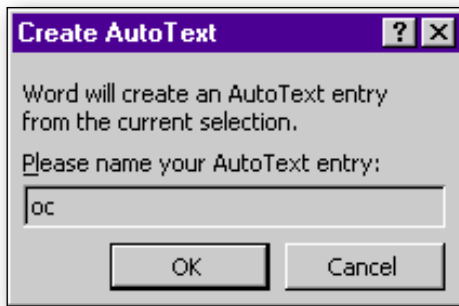 Create AutoText
Word will create an AutoText entry
from the current selection.
Please name your AutoText entry:
oc
OK Cancel